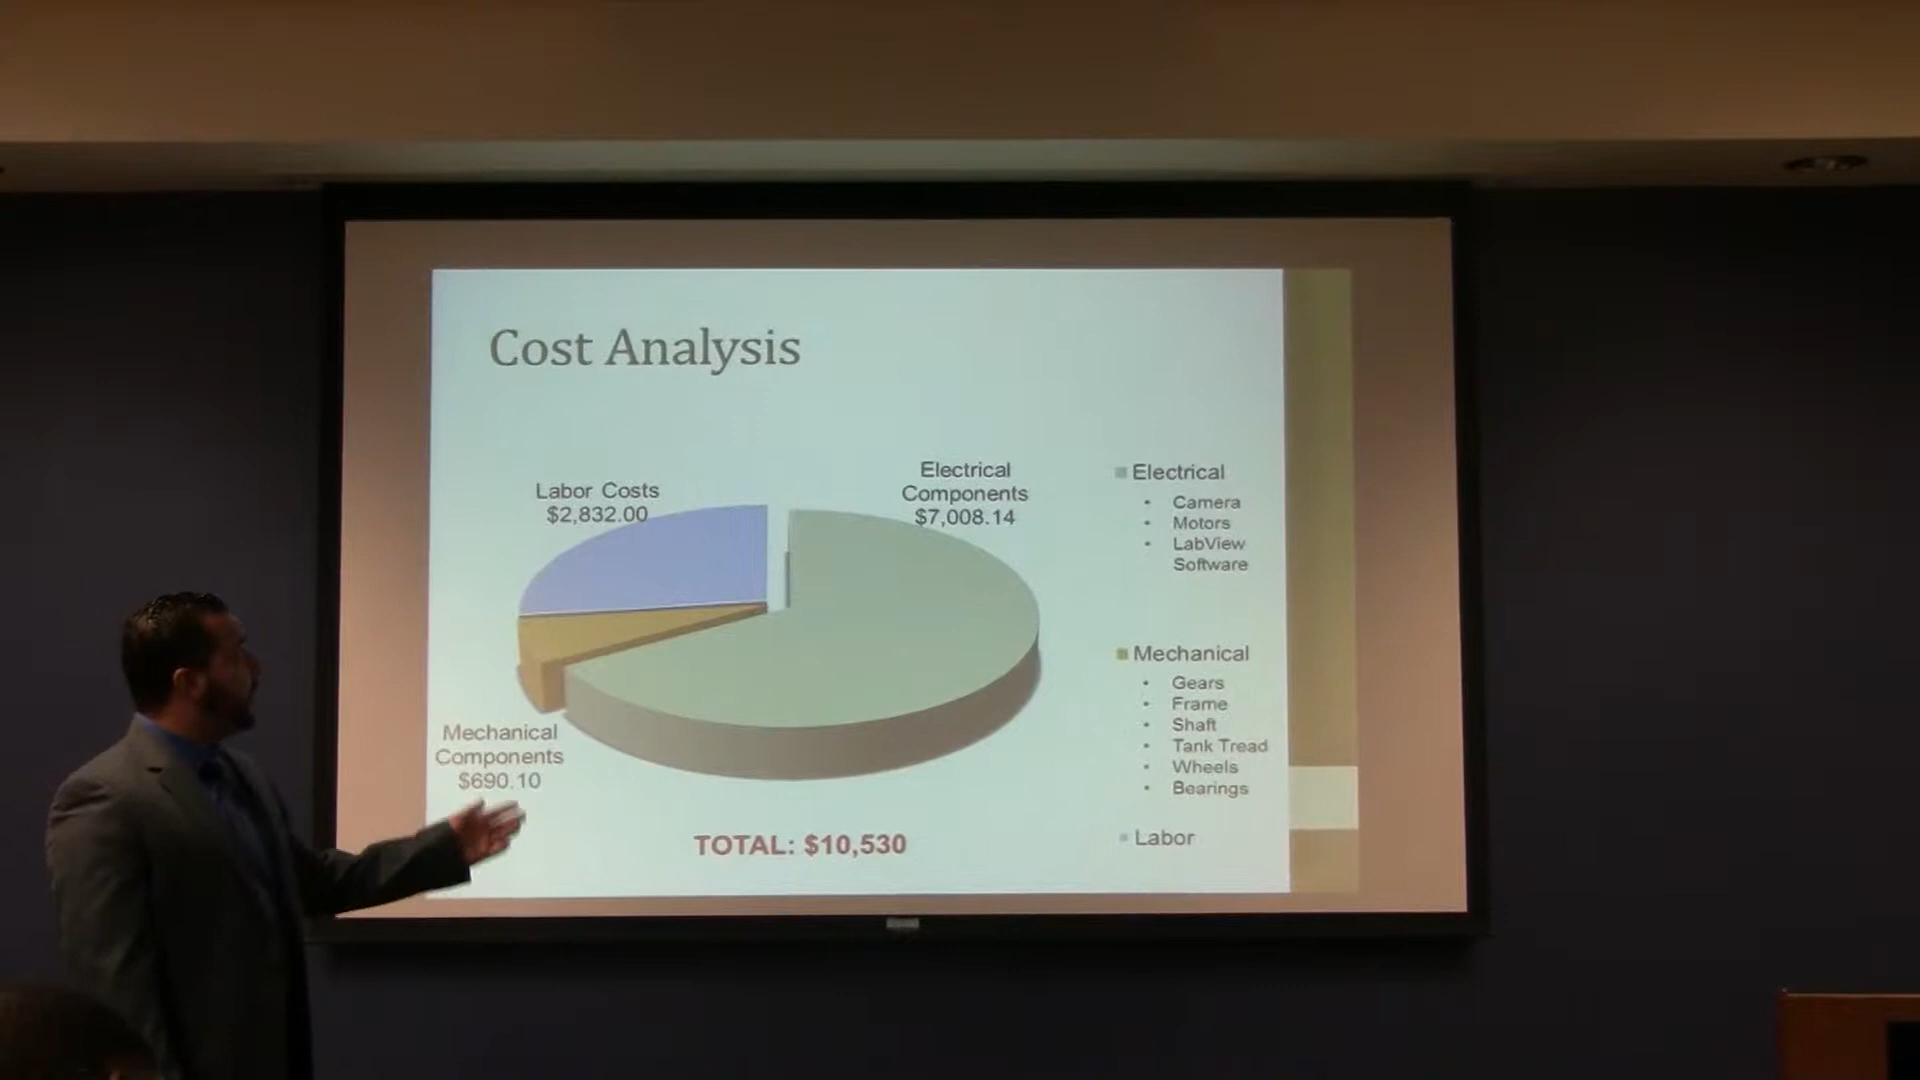 Cost Analysis
Labor Costs
$2,832.00
Electrical
Components
$7,008.14
Mechanical
Components
$690.10
TOTAL: $10,530
Electrical
• Camera
• Motors
• LabView
Software
Mechanical
• Gears
• Frame
• Shaft
• Tank Tread
• Wheels
• Bearings
Labor